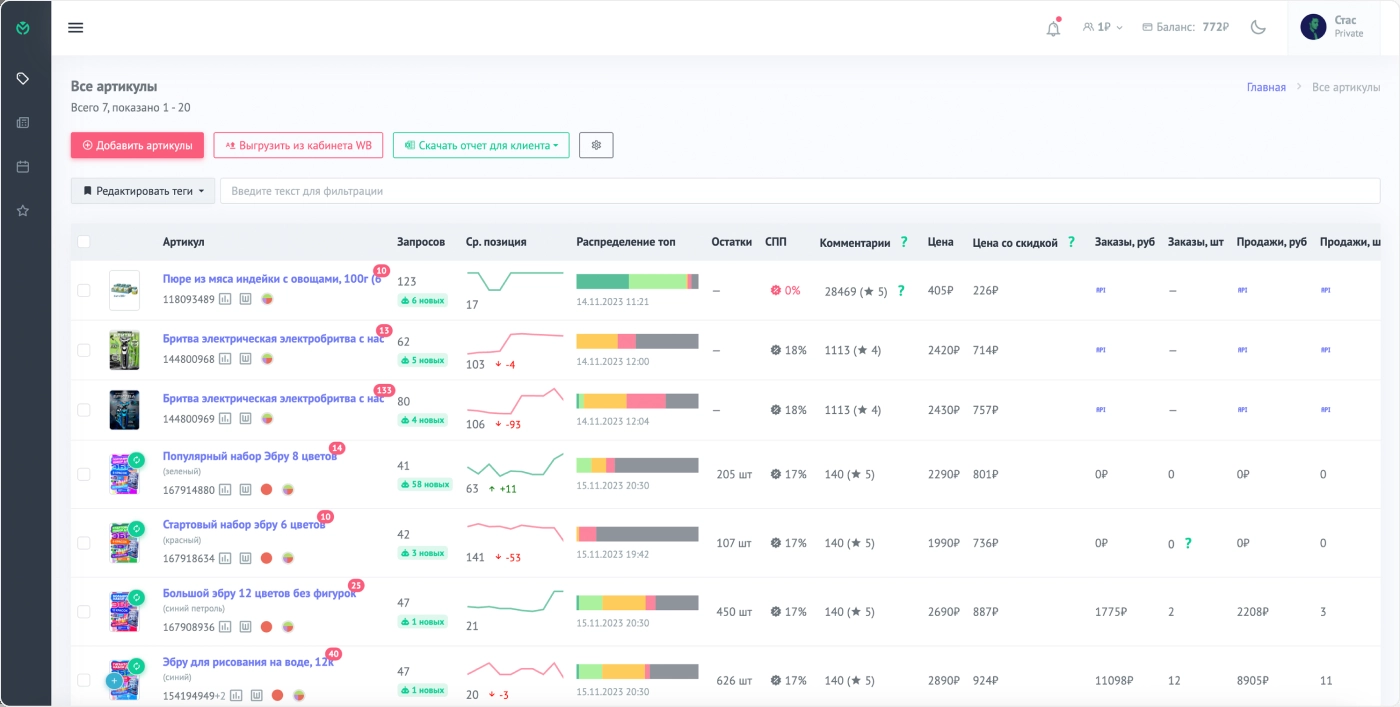 1₽ Баланс: 772₽ Стас
Private
Все артикулы
Всего 7, показано 1 - 20
Главная > Все артикулы
Добавить артикулы Выгрузить из кабинета WB Скачать отчет для клиента
Редактировать теги Введите текст для фильтрации
Артикул Запросов Ср. позиция Распределение топ Остатки СПП Комментарии ? Цена Цена со скидкой ? Заказы, руб Заказы, шт Продажи, руб Продажи, ш
Пюре из мяса индейки с овощами, 100г (6 10
118093489
123
6 новых
17
14.11.2023 11:21
— 0% 28469 (★ 5) ? 405₽ 226₽ API — API API
Бритва электрическая электробритва с нас 13
144800968
62
5 новых
103 -4
14.11.2023 12:00
— 18% 1113 (★ 4) 2420₽ 714₽ API — API API
Бритва электрическая электробритва с нас 133
144800969
80
4 новых
106 -93
14.11.2023 12:04
— 18% 1113 (★ 4) 2430₽ 757₽ API — API API
Популярный набор Эбру 8 цветов 14
(зеленый)
167914880
41
58 новых
63 +11
15.11.2023 20:30
205 шт 17% 140 (★ 5) 2290₽ 801₽ 0₽ 0 0₽ 0
Стартовый набор эбру 6 цветов 10
(красный)
167918634
42
3 новых
141 -53
15.11.2023 19:42
107 шт 17% 140 (★ 5) 1990₽ 736₽ 0₽ 0 ? 0₽ 0
Большой эбру 12 цветов без фигурок 25
(синий петроль)
167908936
47
1 новых
21
15.11.2023 20:30
450 шт 17% 140 (★ 5) 2690₽ 887₽ 1775₽ 2 2208₽ 3
Эбру для рисования на воде, 12к 40
(синий)
154194949+2
47
1 новых
20 -3
15.11.2023 20:30
626 шт 17% 140 (★ 5) 2890₽ 924₽ 11098₽ 12 8905₽ 11